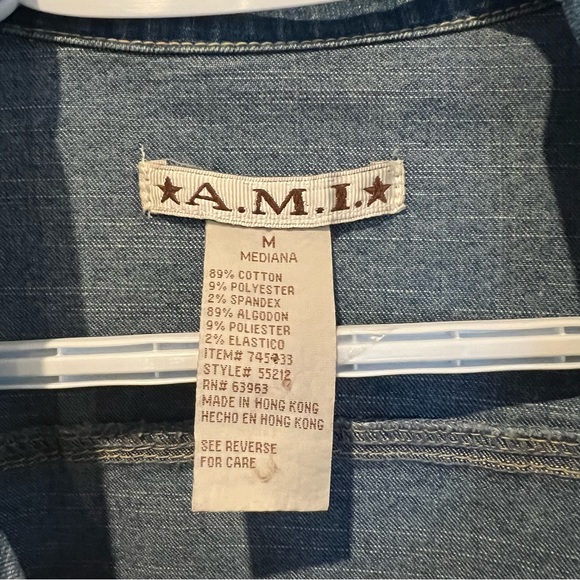 ★A.M.I.★
M
MEDIANA
89% COTTON
9% POLYESTER
2% SPANDEX
89% ALGODON
9% POLIESTER
2% ELASTICO
ITEM#
STYLE# 55212
RN# 63963
MADE IN HONG KONG
HECHO EN HONG KONG
SEE REVERSE
FOR CARE